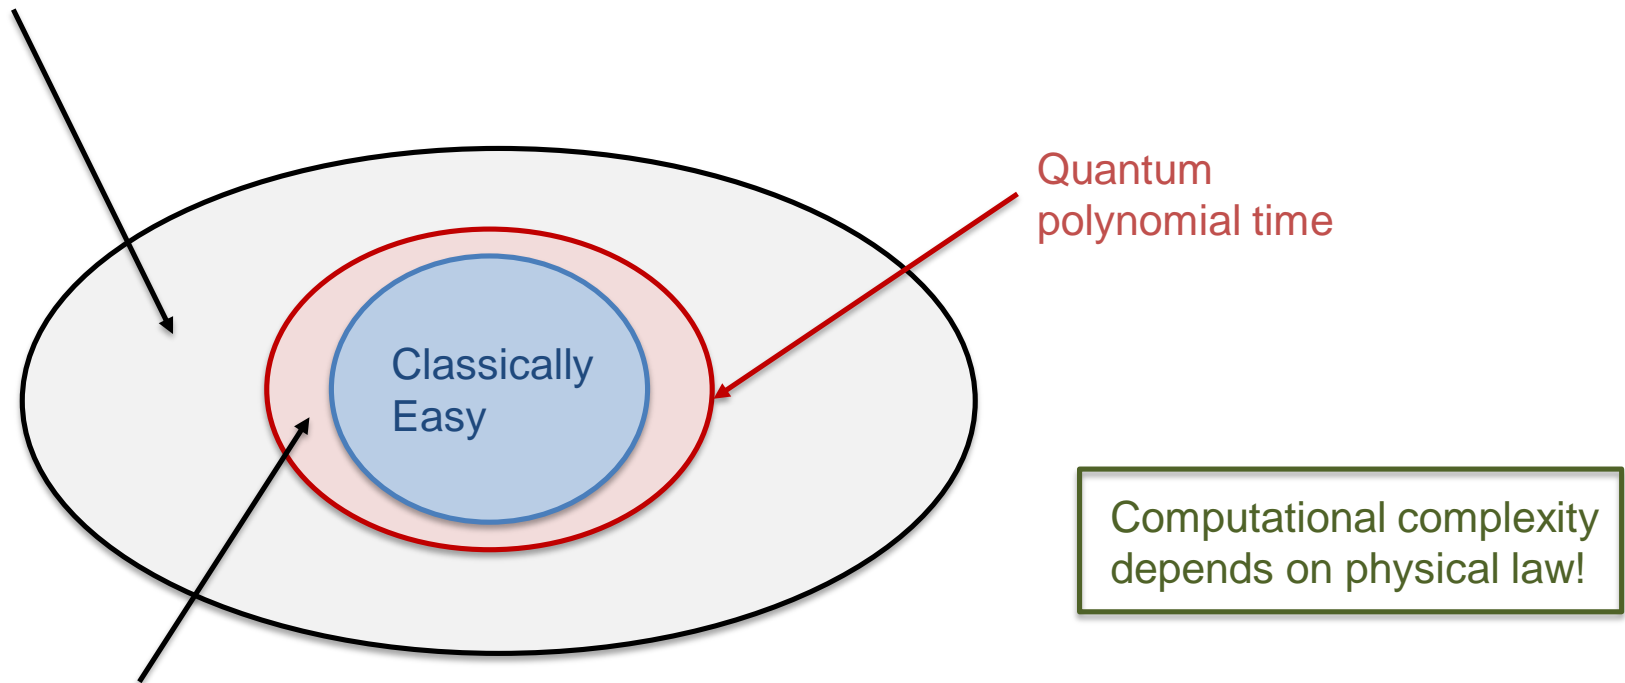 Quantum
polynomial time
Classically
Easy
Computational complexity
depends on physical law!